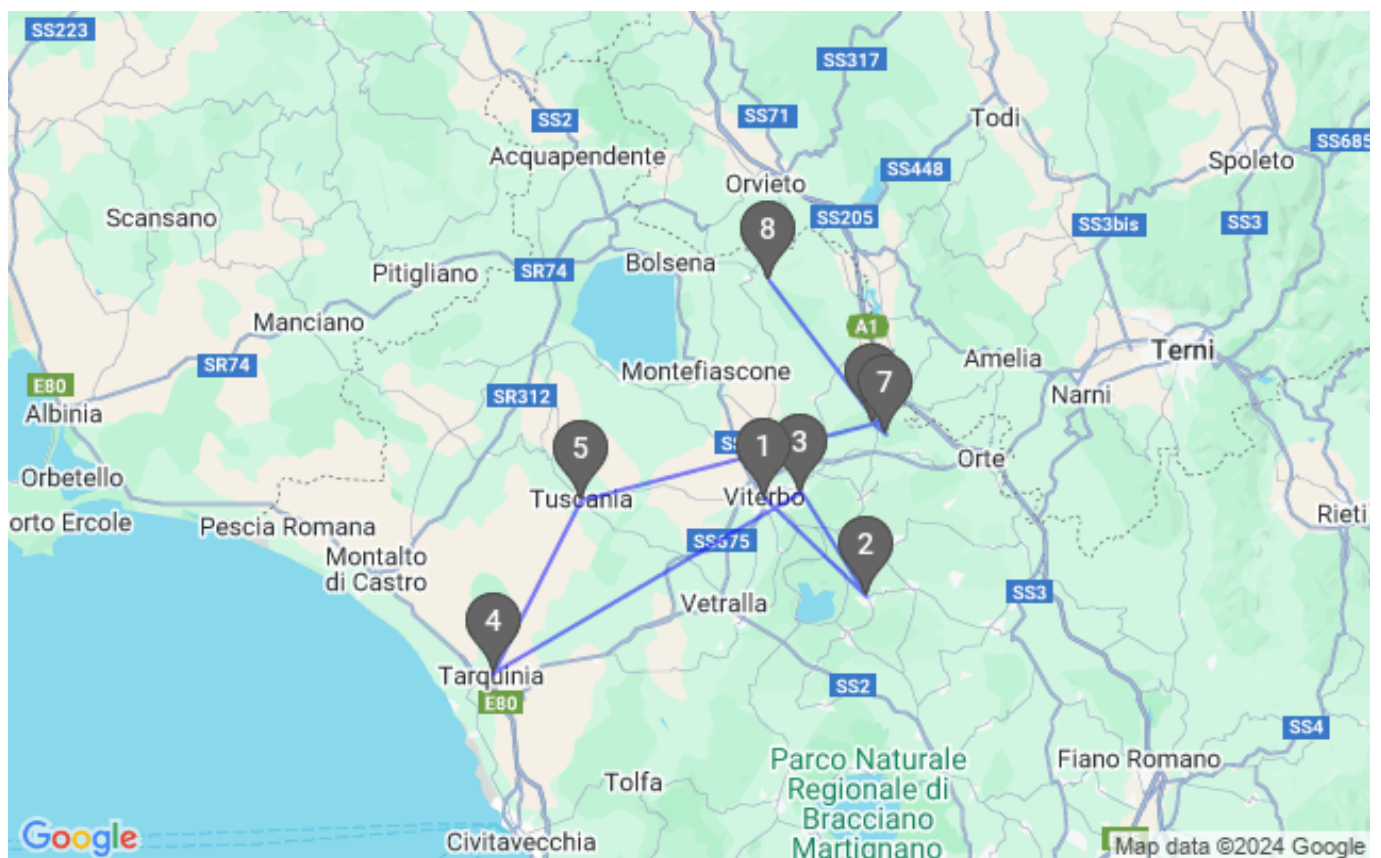 SS223
SS317
SS2
SS71
Todi
Acquapendente
SS685
Spoleto
Orvieto
SS448
Scansano
SS205
SS3bis
SS3
8
Pitigliano
SR74
Bolsena
Manciano
A1
Terni
SR74
Montefiascone
Amelia
E80
SR312
7
Narni
Albinia
5
1
3
Orte
Orbetello
Tuscania
Viterbo
orto Ercole
Pescia Romana
Rieti
SS675
2
Montalto
di Castro
SS3
4
Vetralla
Tarquinia
SS2
E80
SS4
Parco Naturale
Regionale di
Bracciano
Martignano
Fiano Romano
Tolfa
Civitavecchia
Google
Map data ©2024 Google